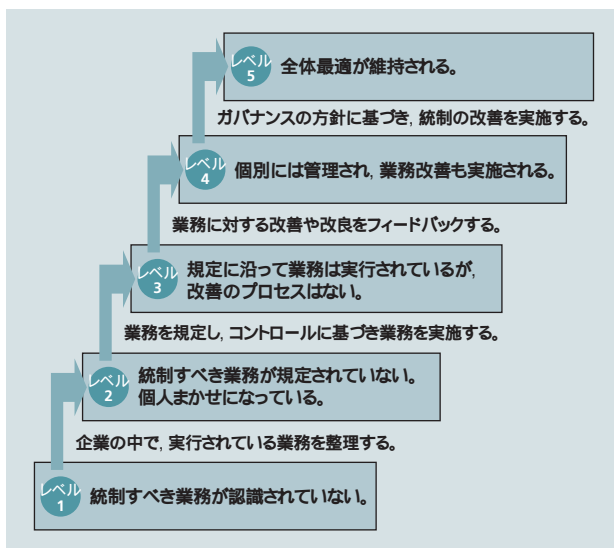 レベル
5
全体最適が維持される。
ガバナンスの方針に基づき, 統制の改善を実施する。
レベル
4
個別には管理され, 業務改善も実施される。
業務に対する改善や改良をフィードバックする。
レベル
3
規定に沿って業務は実行されているが,
改善のプロセスはない。
業務を規定し, コントロールに基づき業務を実施する。
レベル
2
統制すべき業務が規定されていない。
個人まかせになっている。
企業の中で, 実行されている業務を整理する。
レベル
1
統制すべき業務が認識されていない。